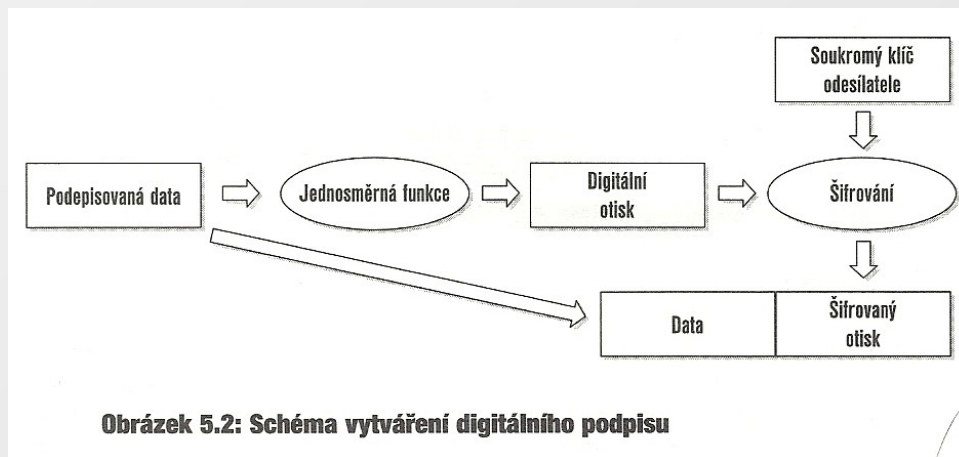 Soukromý klíč
odesílatele
Podepisovaná data
Jednosměrná funkce
Digitální
otisk
Šifrování
Data
Šifrovaný
otisk
Obrázek 5.2: Schéma vytváření digitálního podpisu